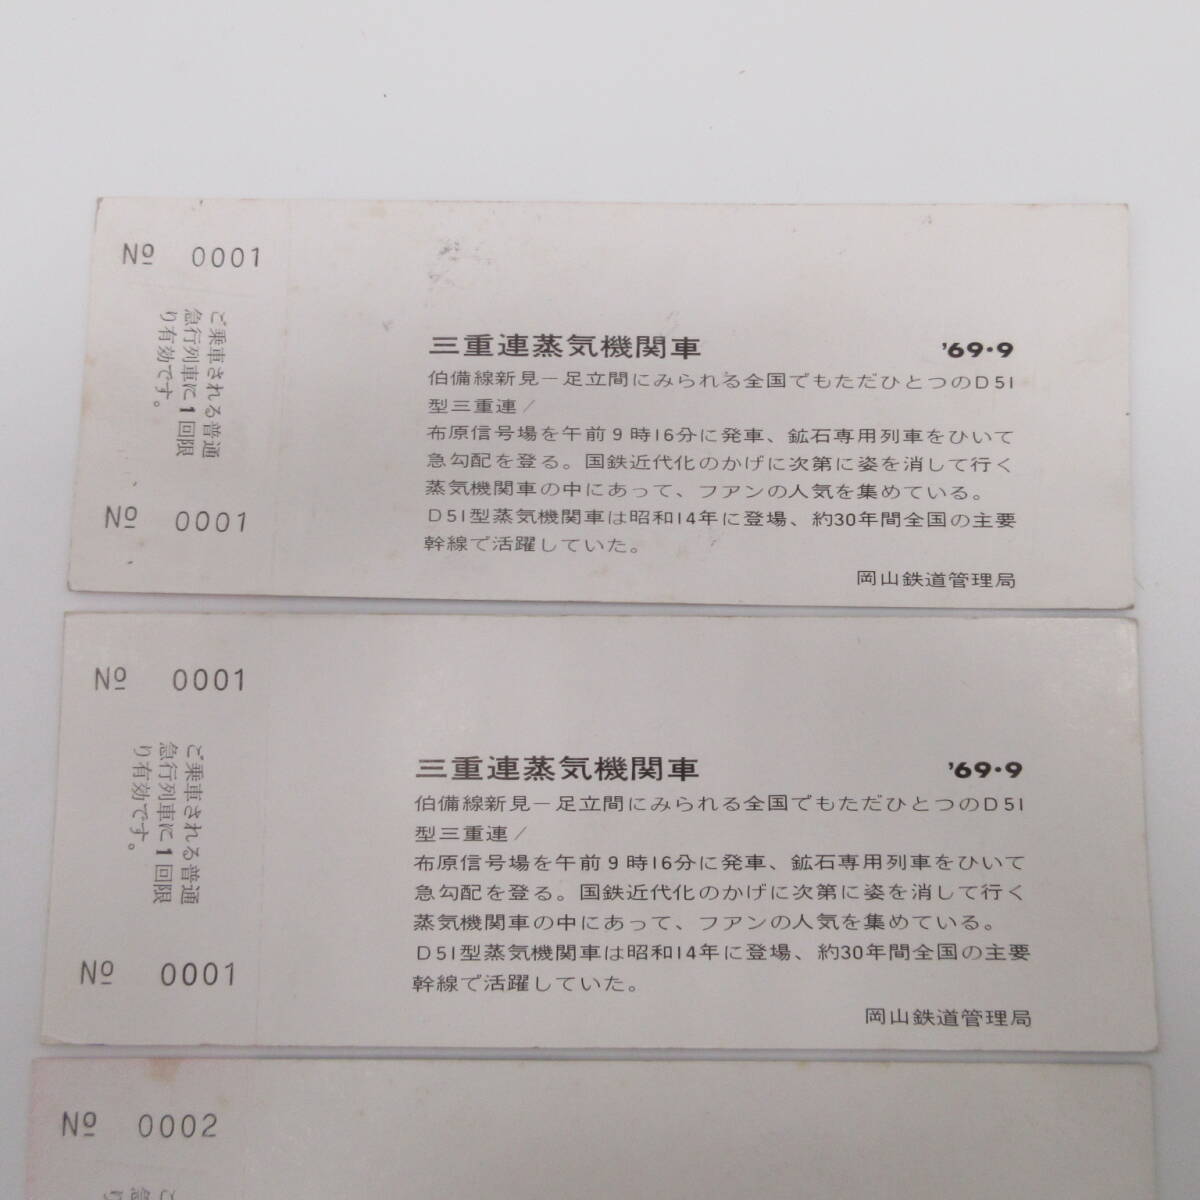 № 0001
ご乗車される普通
急行列車に1回限
り有効です。
№ 0001
三重連蒸気機関車 '69・9
伯備線新見ー足立間にみられる全国でもただひとつのD51
型三重連/
布原信号場を午前9時16分に発車、鉱石専用列車をひいて
急勾配を登る。国鉄近代化のかげに次第に姿を消して行く
蒸気機関車の中にあって、フアンの人気を集めている。
D51型蒸気機関車は昭和14年に登場、約30年間全国の主要
幹線で活躍していた。
岡山鉄道管理局
№ 0001
ご乗車される普通
急行列車に1回限
り有効です。
№ 0001
三重連蒸気機関車 '69・9
伯備線新見ー足立間にみられる全国でもただひとつのD51
型三重連/
布原信号場を午前9時16分に発車、鉱石専用列車をひいて
急勾配を登る。国鉄近代化のかげに次第に姿を消して行く
蒸気機関車の中にあって、フアンの人気を集めている。
D51型蒸気機関車は昭和14年に登場、約30年間全国の主要
幹線で活躍していた。
岡山鉄道管理局
№ 0002
ご
急
り